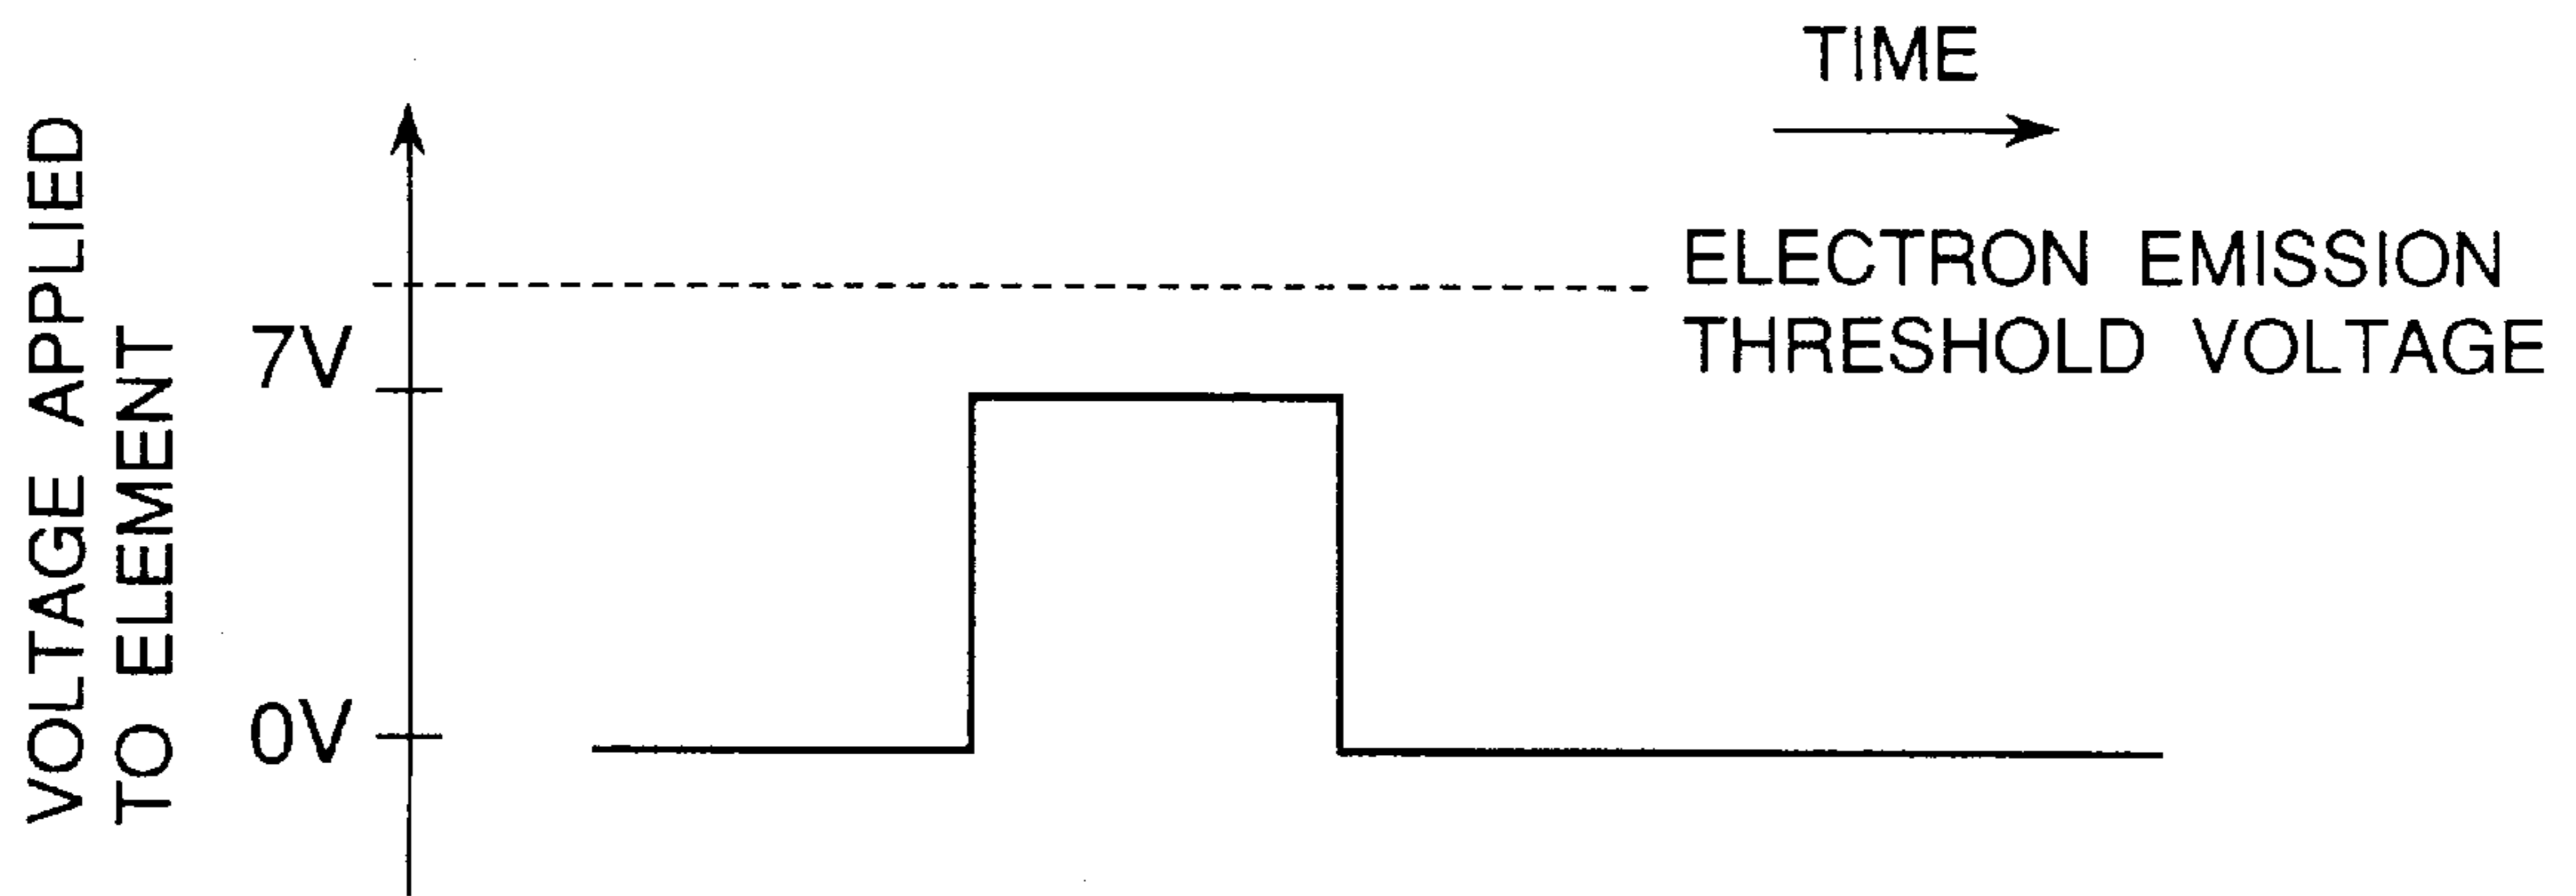 TIME
ELECTRON EMISSION
THRESHOLD VOLTAGE
VOLTAGE APPLIED
TO ELEMENT
7V
0V